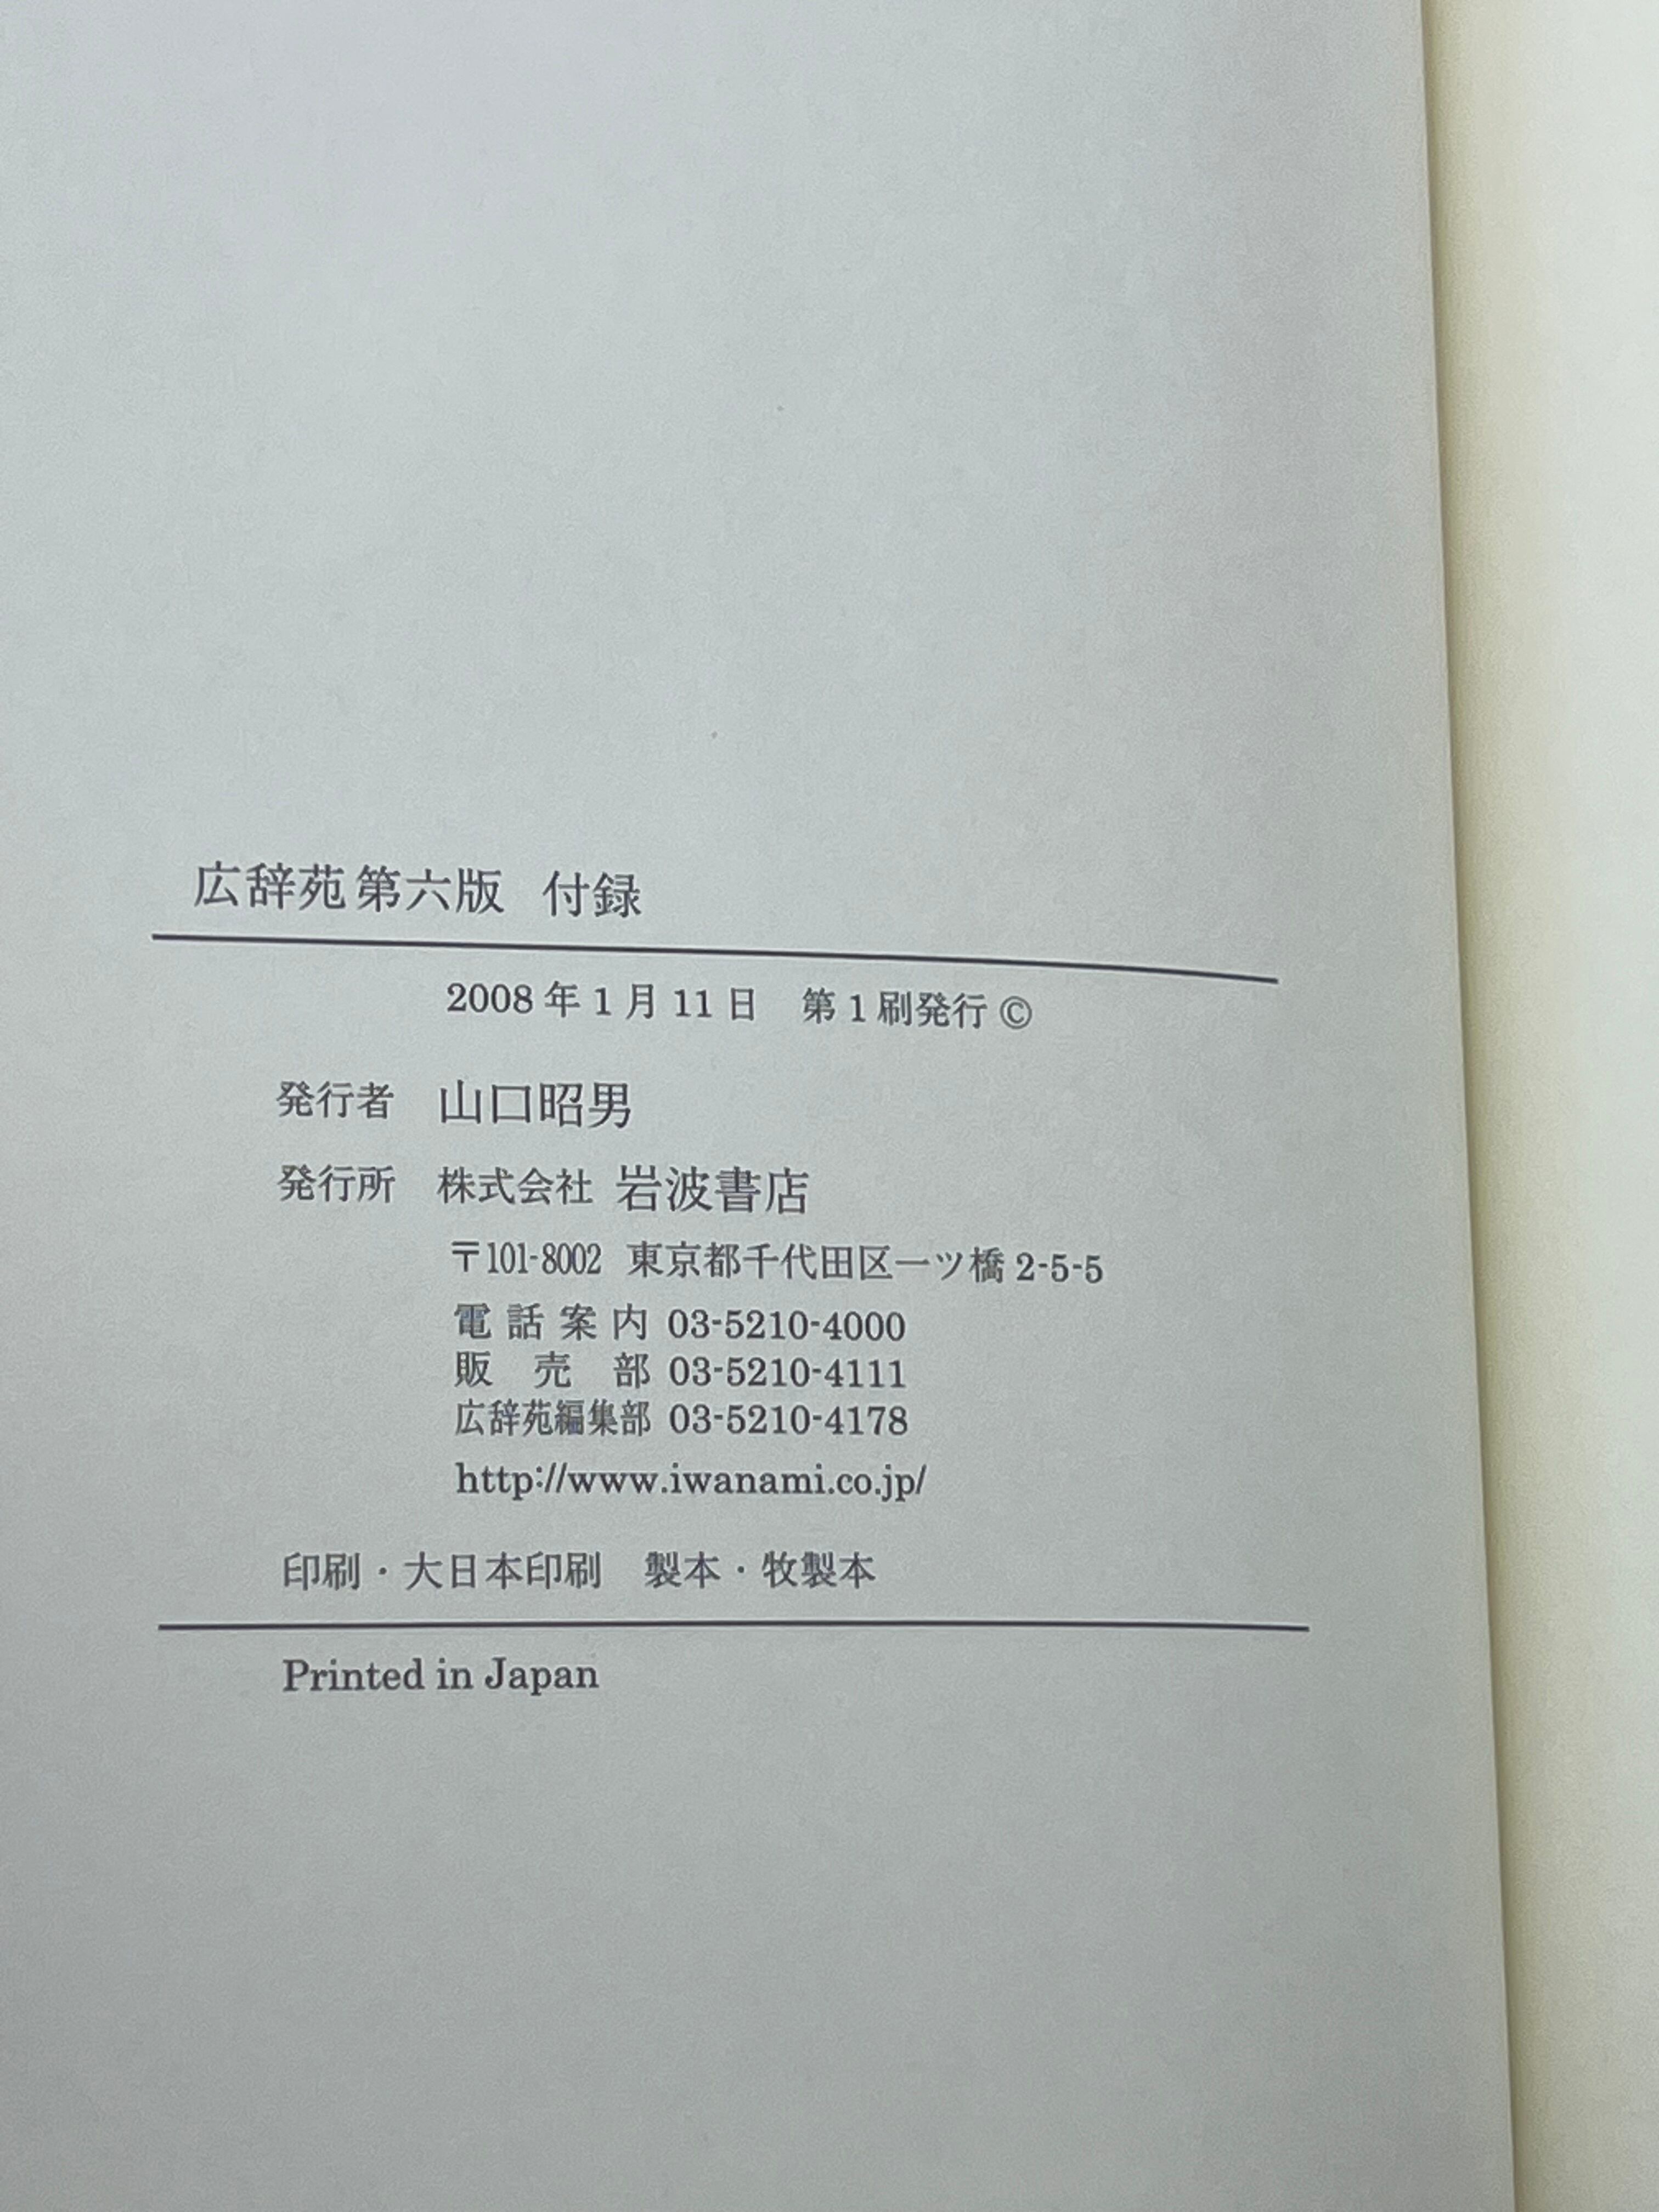 広辞苑 第六版 付録
2008年1月11日 第1刷発行 ©
発行者 山口昭男
発行所 株式会社 岩波書店
〒101-8002 東京都千代田区一ツ橋2-5-5
電話案内 03-5210-4000
販売部 03-5210-4111
広辞苑編集部 03-5210-4178
http://www.iwanami.co.jp/
印刷・大日本印刷 製本・牧製本
Printed in Japan